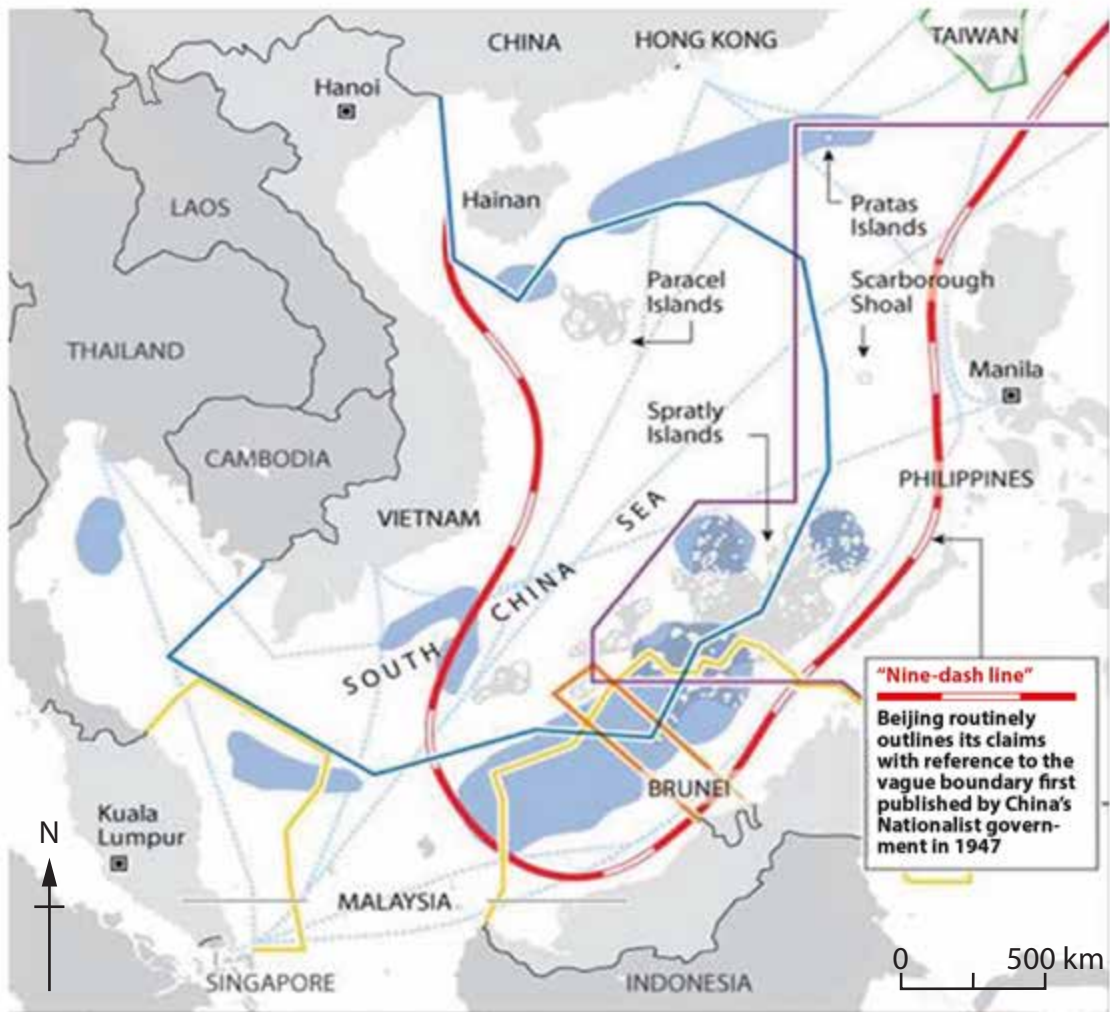 CHINA
HONG KONG
TAIWAN
Hanoi
LAOS
Hainan
Pratas
Islands
Paracel
Islands
Scarborough
Shoal
THAILAND
Manila
Spratly
Islands
CAMBODIA
PHILIPPINES
VIETNAM
SOUTH CHINA SEA
"Nine-dash line"
Beijing routinely
outlines its claims
with reference to the
vague boundary first
published by China's
Nationalist govern-
ment in 1947
BRUNEI
Kuala
Lumpur
N
MALAYSIA
SINGAPORE
INDONESIA
0 500 km